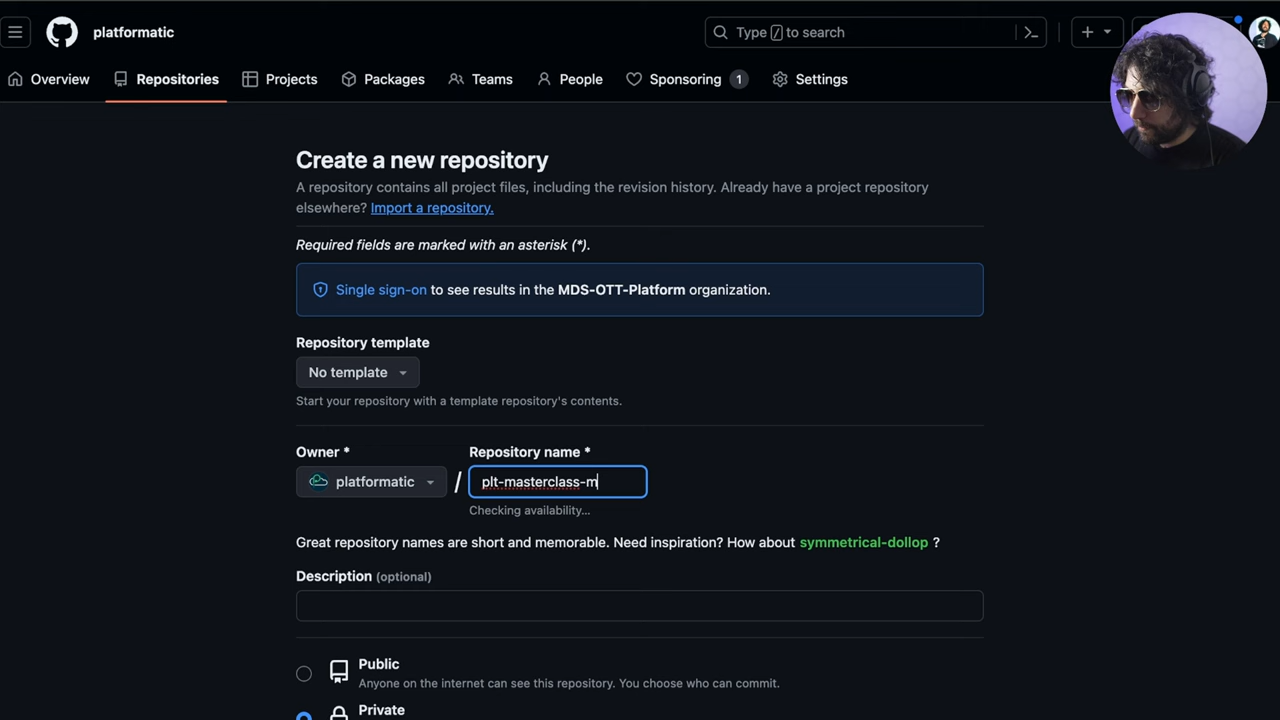 platformatic
Type / to search
Overview
Repositories
Projects
Packages
Teams
People
Sponsoring 1
Settings
Create a new repository
A repository contains all project files, including the revision history. Already have a project repository
elsewhere? Import a repository.
Required fields are marked with an asterisk (*).
Single sign-on to see results in the MDS-OTT-Platform organization.
Repository template
No template
Start your repository with a template repository's contents.
Owner *
Repository name *
platformatic / plt-masterclass-m
Checking availability...
Great repository names are short and memorable. Need inspiration? How about symmetrical-dollop ?
Description (optional)
Public
Anyone on the internet can see this repository. You choose who can commit.
Private